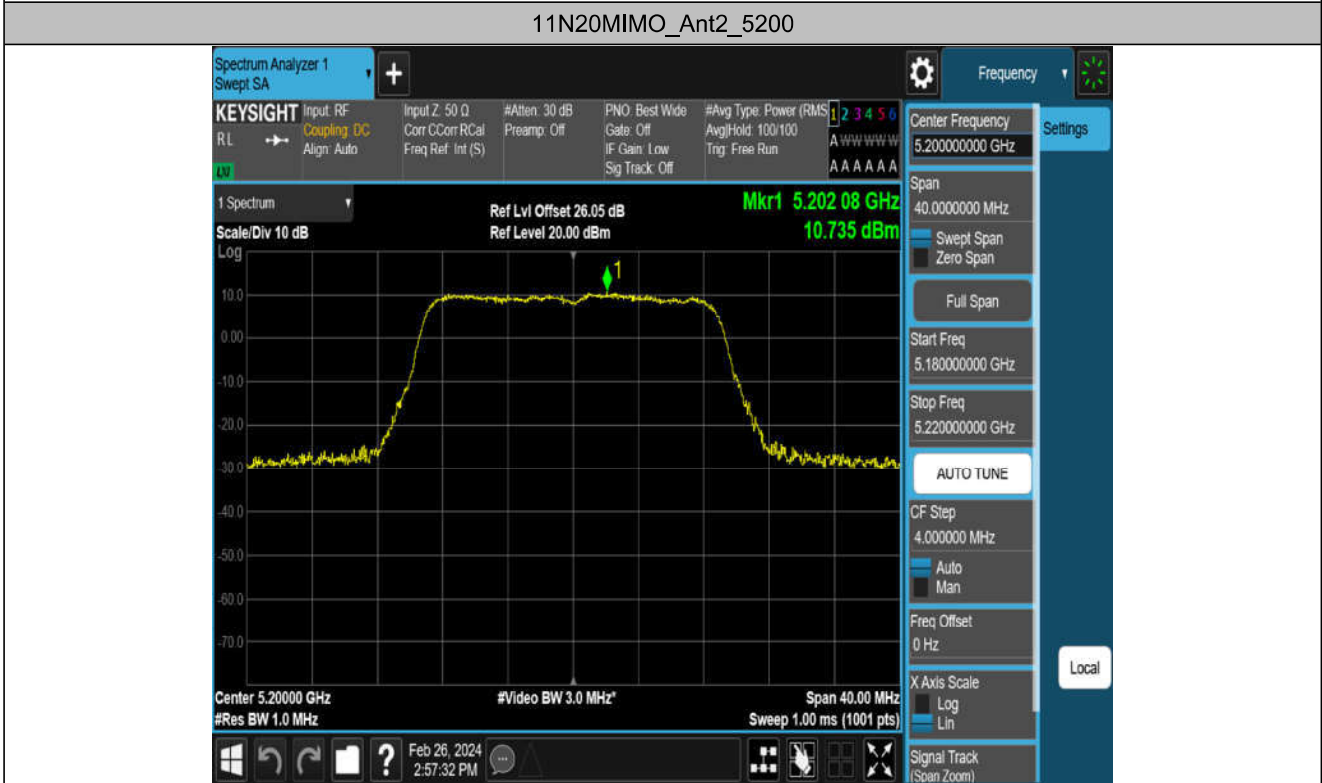 11N20MIMO_Ant2_5200
Spectrum Analyzer 1
Swept SA
+
Frequency
KEYSIGHT
RL
LXI
Input: RF
Coupling: DC
Align: Auto
Input Z: 50 Ω
Corr CCorr RCal
Freq Ref: Int (S)
#Atten: 30 dB
Preamp: Off
PNO: Best Wide
Gate: Off
IF Gain: Low
Sig Track: Off
#Avg Type: Power (RMS
Avg|Hold: 100/100
Trig: Free Run
1 2 3 4 5 6
A W W W W W
A A A A A A
1 Spectrum
Scale/Div 10 dB
Log
Ref Lvl Offset 26.05 dB
Ref Level 20.00 dBm
Mkr1 5.202 08 GHz
10.735 dBm
1
10.0
0.00
-10.0
-20.0
-30.0
-40.0
-50.0
-60.0
-70.0
Center 5.20000 GHz
#Video BW 3.0 MHz*
Span 40.00 MHz
#Res BW 1.0 MHz
Sweep 1.00 ms (1001 pts)
?
Feb 26, 2024
2:57:32 PM
Center Frequency
5.200000000 GHz
Settings
Span
40.0000000 MHz
Swept Span
Zero Span
Full Span
Start Freq
5.180000000 GHz
Stop Freq
5.220000000 GHz
AUTO TUNE
CF Step
4.000000 MHz
Auto
Man
Freq Offset
0 Hz
Local
X Axis Scale
Log
Lin
Signal Track
(Span Zoom)